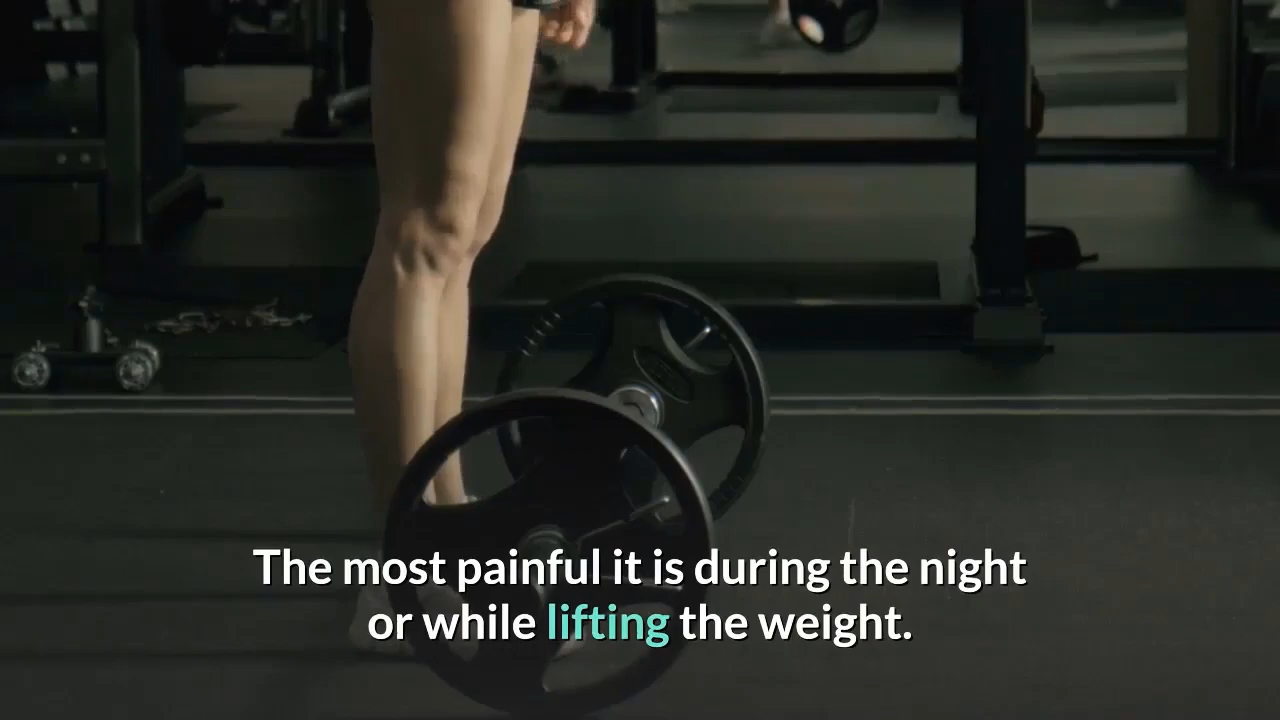 The most painful it is during the night
or while lifting the weight.